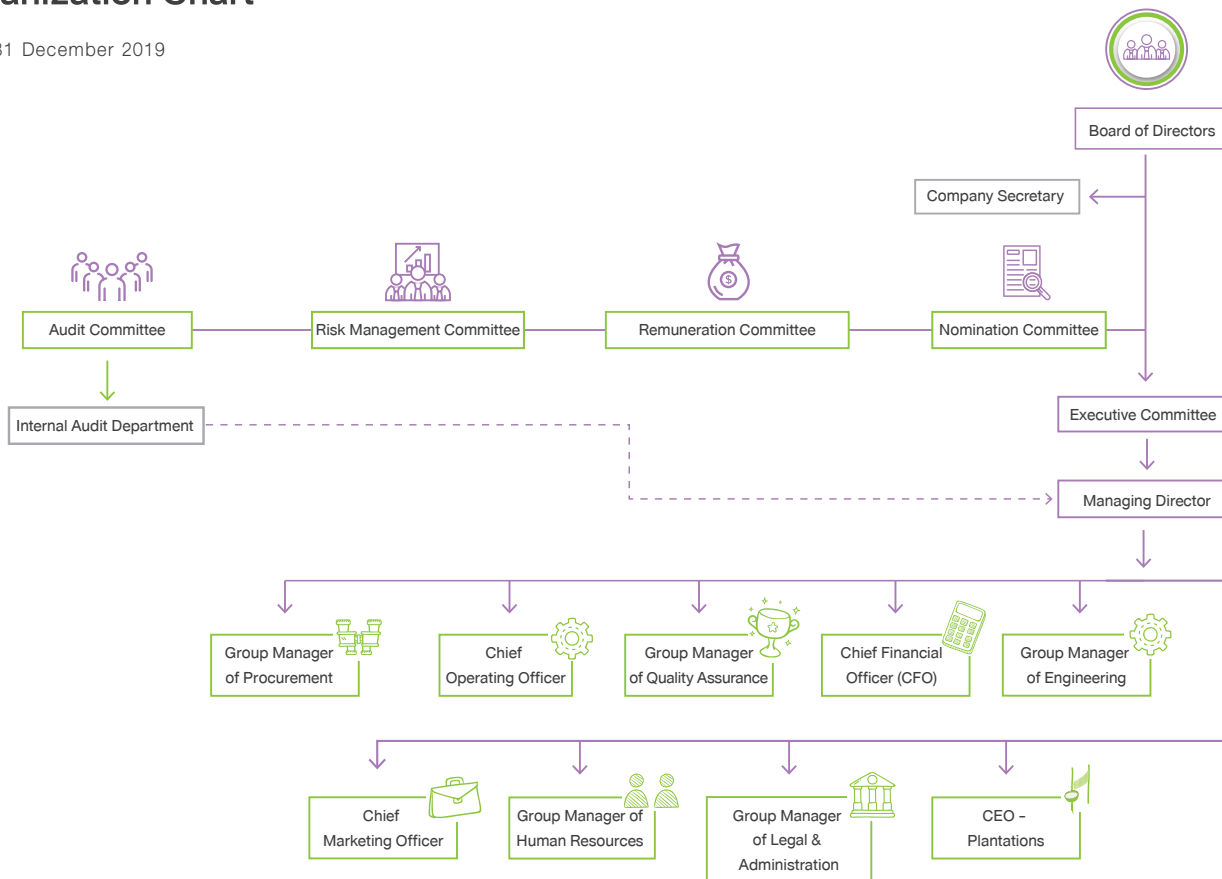 Chart
31 December 2019
Board of Directors
Company Secretary
Audit Committee
Risk Management Committee
Remuneration Committee
Nomination Committee
Internal Audit Department
Executive Committee
Managing Director
Group Manager
of Procurement
Chief
Operating Officer
Group Manager
of Quality Assurance
Chief Financial
Officer (CFO)
Group Manager
of Engineering
Chief
Marketing Officer
Group Manager of
Human Resources
Group Manager
of Legal &
Administration
CEO -
Plantations